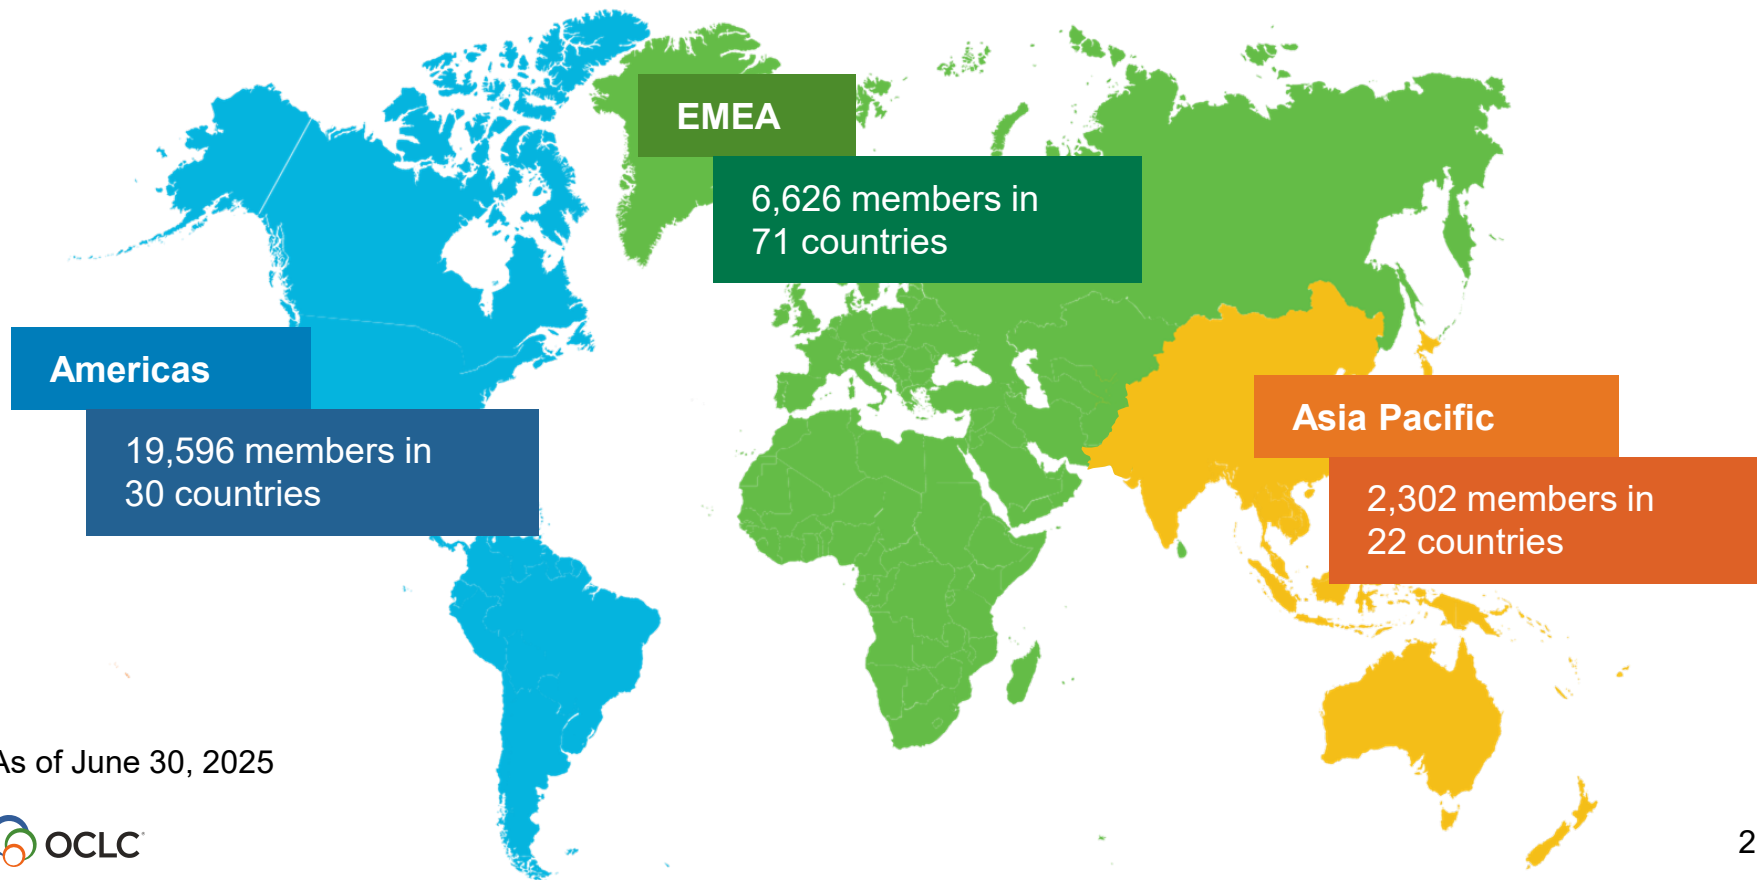 EMEA
6,626 members in
71 countries
Americas
19,596 members in
30 countries
Asia Pacific
2,302 members in
22 countries
As of June 30, 2025
OCLC
2